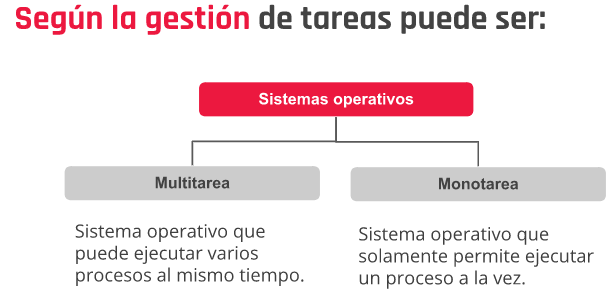 Según la gestión de tareas puede ser:
Sistemas operativos
Multitarea
Monotarea
Sistema operativo que
puede ejecutar varios
procesos al mismo tiempo.
Sistema operativo que
solamente permite ejecutar
un proceso a la vez.